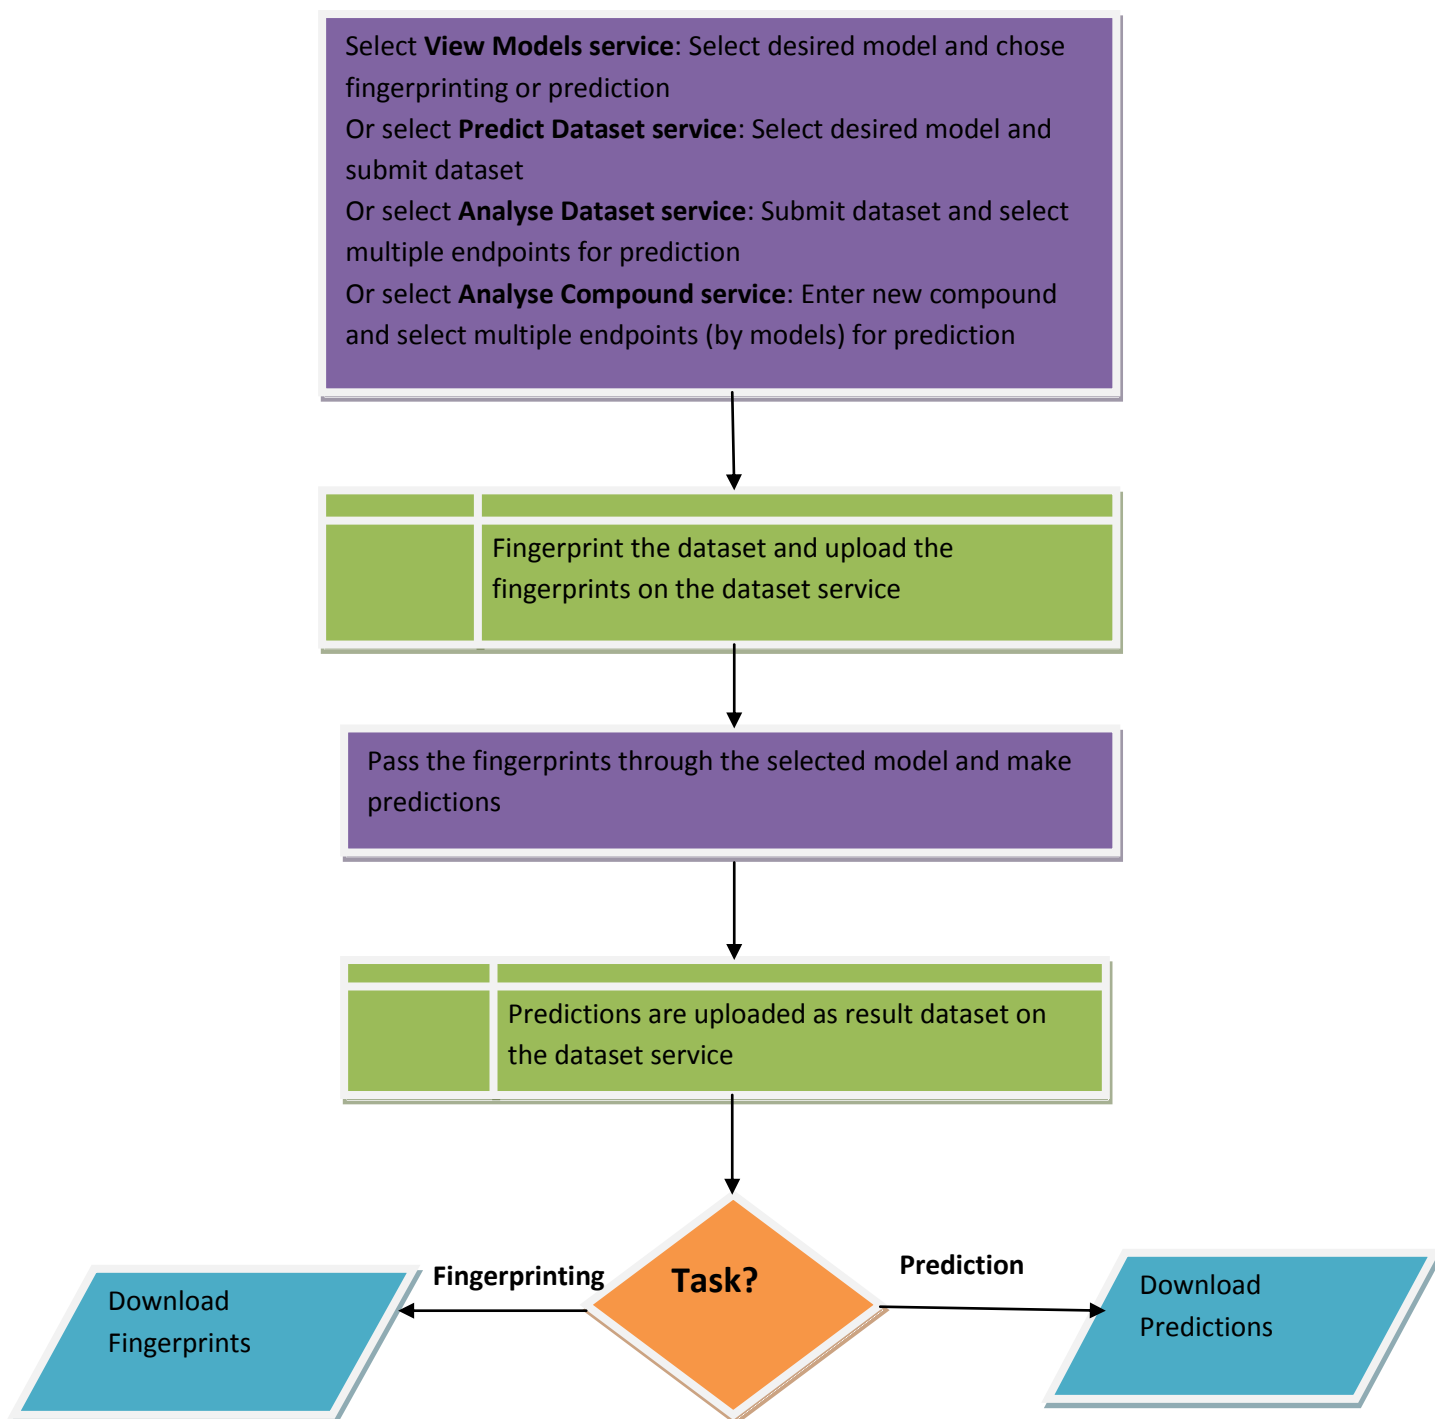 Select View Models service: Select desired model and chose
fingerprinting or prediction
Or select Predict Dataset service: Select desired model and
submit dataset
Or select Analyse Dataset service: Submit dataset and select
multiple endpoints for prediction
Or select Analyse Compound service: Enter new compound
and select multiple endpoints (by models) for prediction
Fingerprint the dataset and upload the
fingerprints on the dataset service
Pass the fingerprints through the selected model and make
predictions
Predictions are uploaded as result dataset on
the dataset service
Task?
Fingerprinting
Prediction
Download
Fingerprints
Download
Predictions